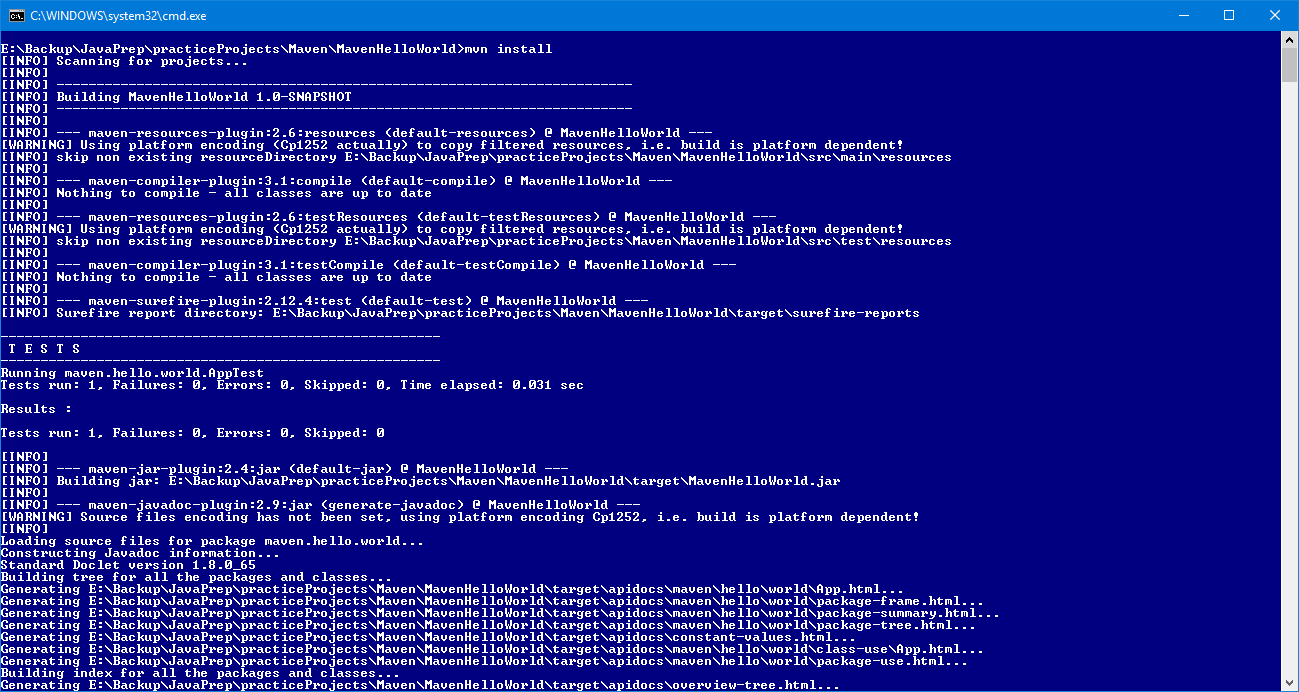 C:\WINDOWS\system32\cmd.exe
E:\Backup\JavaPrep\practiceProjects\Maven\MavenHelloWorld>mvn install
[INFO] Scanning for projects...
[INFO]
[INFO] ------------------------------------------------------------------------
[INFO] Building MavenHelloWorld 1.0-SNAPSHOT
[INFO] ------------------------------------------------------------------------
[INFO]
[INFO] --- maven-resources-plugin:2.6:resources (default-resources) @ MavenHelloWorld ---
[WARNING] Using platform encoding (Cp1252 actually) to copy filtered resources, i.e. build is platform dependent!
[INFO] skip non existing resourceDirectory E:\Backup\JavaPrep\practiceProjects\Maven\MavenHelloWorld\src\main\resources
[INFO]
[INFO] --- maven-compiler-plugin:3.1:compile (default-compile) @ MavenHelloWorld ---
[INFO] Nothing to compile - all classes are up to date
[INFO]
[INFO] --- maven-resources-plugin:2.6:testResources (default-testResources) @ MavenHelloWorld ---
[WARNING] Using platform encoding (Cp1252 actually) to copy filtered resources, i.e. build is platform dependent!
[INFO] skip non existing resourceDirectory E:\Backup\JavaPrep\practiceProjects\Maven\MavenHelloWorld\src\test\resources
[INFO]
[INFO] --- maven-compiler-plugin:3.1:testCompile (default-testCompile) @ MavenHelloWorld ---
[INFO] Nothing to compile - all classes are up to date
[INFO]
[INFO] --- maven-surefire-plugin:2.12.4:test (default-test) @ MavenHelloWorld ---
[INFO] Surefire report directory: E:\Backup\JavaPrep\practiceProjects\Maven\MavenHelloWorld\target\surefire-reports
-------------------------------------------------------
T E S T S
-------------------------------------------------------
Running maven.hello.world.AppTest
Tests run: 1, Failures: 0, Errors: 0, Skipped: 0, Time elapsed: 0.031 sec
Results :
Tests run: 1, Failures: 0, Errors: 0, Skipped: 0
[INFO]
[INFO] --- maven-jar-plugin:2.4:jar (default-jar) @ MavenHelloWorld ---
[INFO] Building jar: E:\Backup\JavaPrep\practiceProjects\Maven\MavenHelloWorld\target\MavenHelloWorld.jar
[INFO]
[INFO] --- maven-javadoc-plugin:2.9:jar (generate-javadoc) @ MavenHelloWorld ---
[WARNING] Source files encoding has not been set, using platform encoding Cp1252, i.e. build is platform dependent!
[INFO]
Loading source files for package maven.hello.world...
Constructing Javadoc information...
Standard Doclet version 1.8.0_65
Building tree for all the packages and classes...
Generating E:\Backup\JavaPrep\practiceProjects\Maven\MavenHelloWorld\target\apidocs\maven\hello\world\App.html...
Generating E:\Backup\JavaPrep\practiceProjects\Maven\MavenHelloWorld\target\apidocs\maven\hello\world\package-frame.html...
Generating E:\Backup\JavaPrep\practiceProjects\Maven\MavenHelloWorld\target\apidocs\maven\hello\world\package-summary.html...
Generating E:\Backup\JavaPrep\practiceProjects\Maven\MavenHelloWorld\target\apidocs\maven\hello\world\package-tree.html...
Generating E:\Backup\JavaPrep\practiceProjects\Maven\MavenHelloWorld\target\apidocs\constant-values.html...
Generating E:\Backup\JavaPrep\practiceProjects\Maven\MavenHelloWorld\target\apidocs\maven\hello\world\class-use\App.html...
Generating E:\Backup\JavaPrep\practiceProjects\Maven\MavenHelloWorld\target\apidocs\maven\hello\world\package-use.html...
Building index for all the packages and classes...
Generating E:\Backup\JavaPrep\practiceProjects\Maven\MavenHelloWorld\target\apidocs\overview-tree.html...